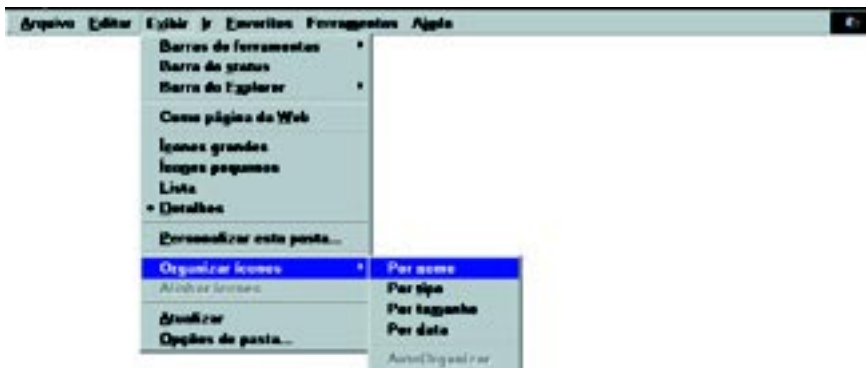 Arquivo Editar Exibir Ir Favoritos Ferramentas Ajuda
Barras de ferramentas
Barra de status
Barra do Explorer
Como página da Web
Ícones grandes
Ícones pequenos
Lista
Detalhes
Personalizar esta pasta...
Organizar ícones
Por nome
Alinhar ícones
Por tipo
Por tamanho
Atualizar
Por data
Opções de pasta...
AutoOrganizar